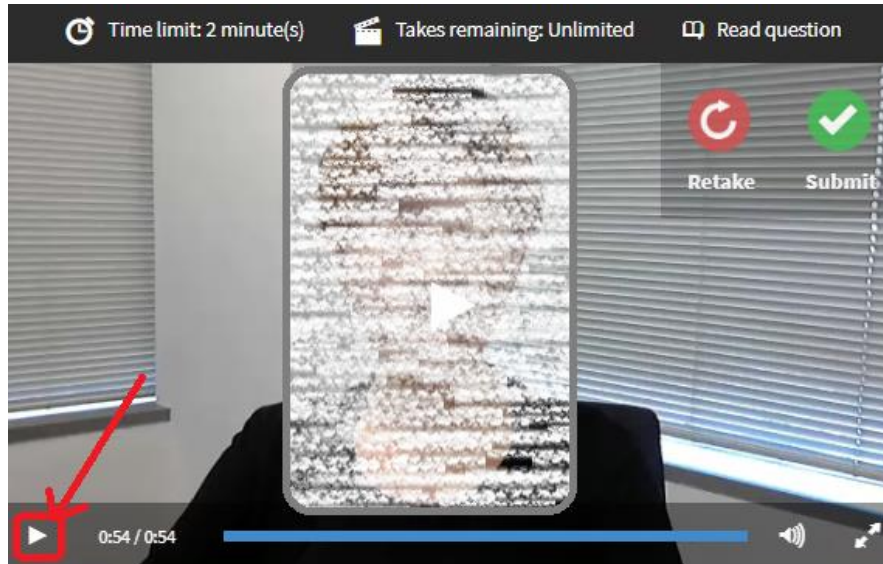 Time limit: 2 minute(s) Takes remaining: Unlimited Read question
Retake Submit
0:54 / 0:54